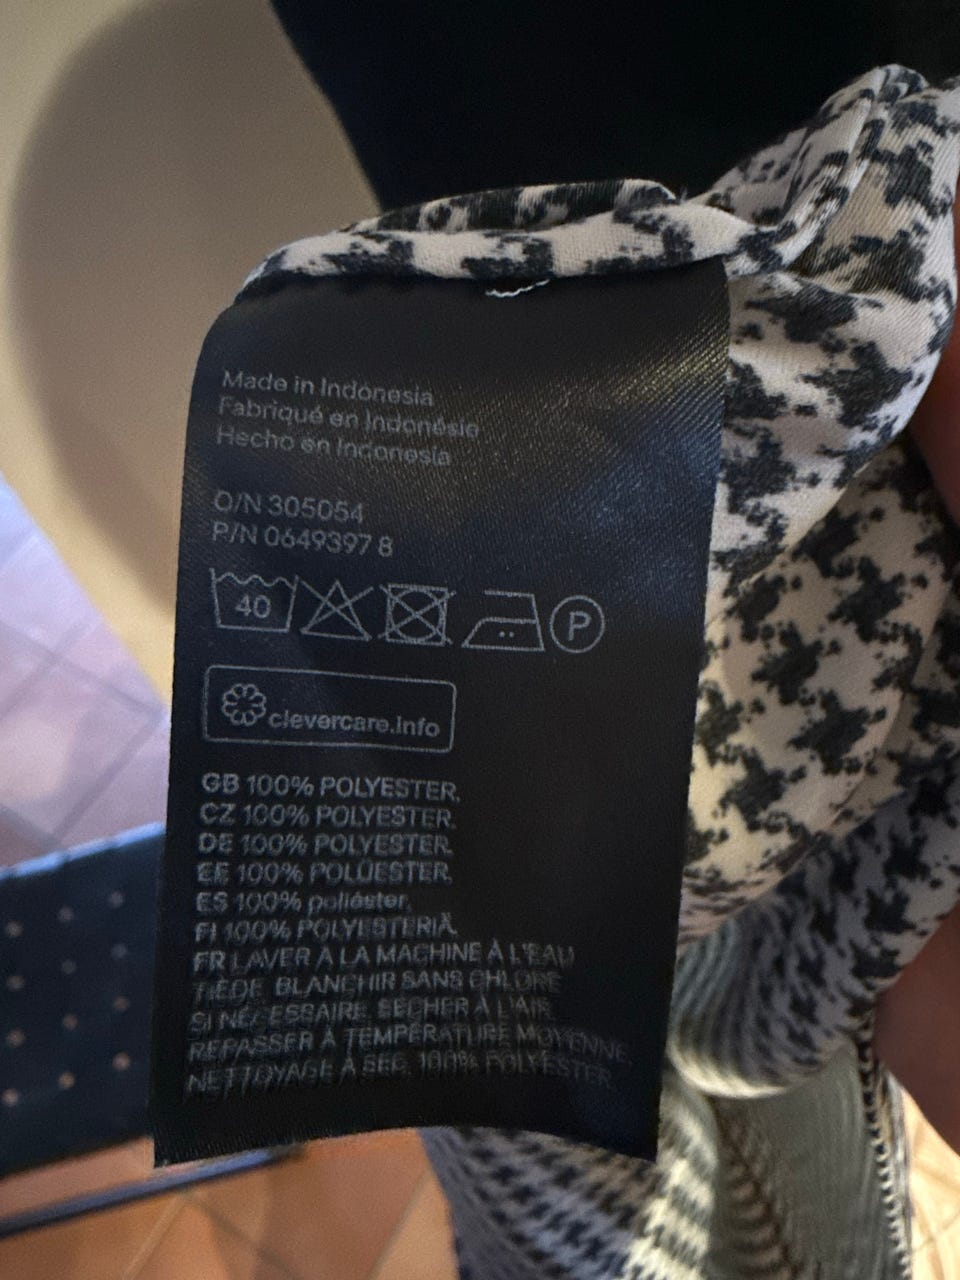 Made in Indonesia
Fabriqué en Indonésie
Hecho en Indonesia
O/N 305054
P/N 0649397 8
40
P
clevercare.info
GB 100% POLYESTER.
CZ 100% POLYESTER.
DE 100% POLYESTER.
EE 100% POLÜESTER.
ES 100% poliéster.
FI 100% POLYESTERIÄ.
FR LAVER À LA MACHINE À L'EAU
TIÈDE BLANCHIR SANS CHLORE
SI NÉCESSAIRE. SÉCHER À L'AIR.
REPASSER À TEMPÉRATURE MOYENNE.
NETTOYAGE À SEC. 100% POLYESTER.